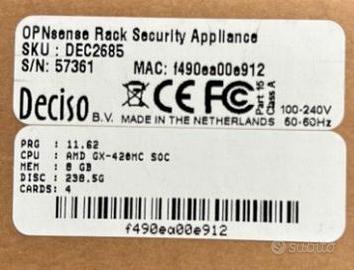 OPNsense Rack Security Appliance
SKU : DEC2685
S/N: 57361 MAC: f490ea00e912
Deciso B.V. CE FC Part 15 Class A
MADE IN THE NETHERLANDS
100-240V
50-60Hz
PRG : 11.62
CPU : AMD GX-420MC SOC
MEM : 8 GB
DISC : 238.5G
CARDS: 4
f490ea00e912
subito